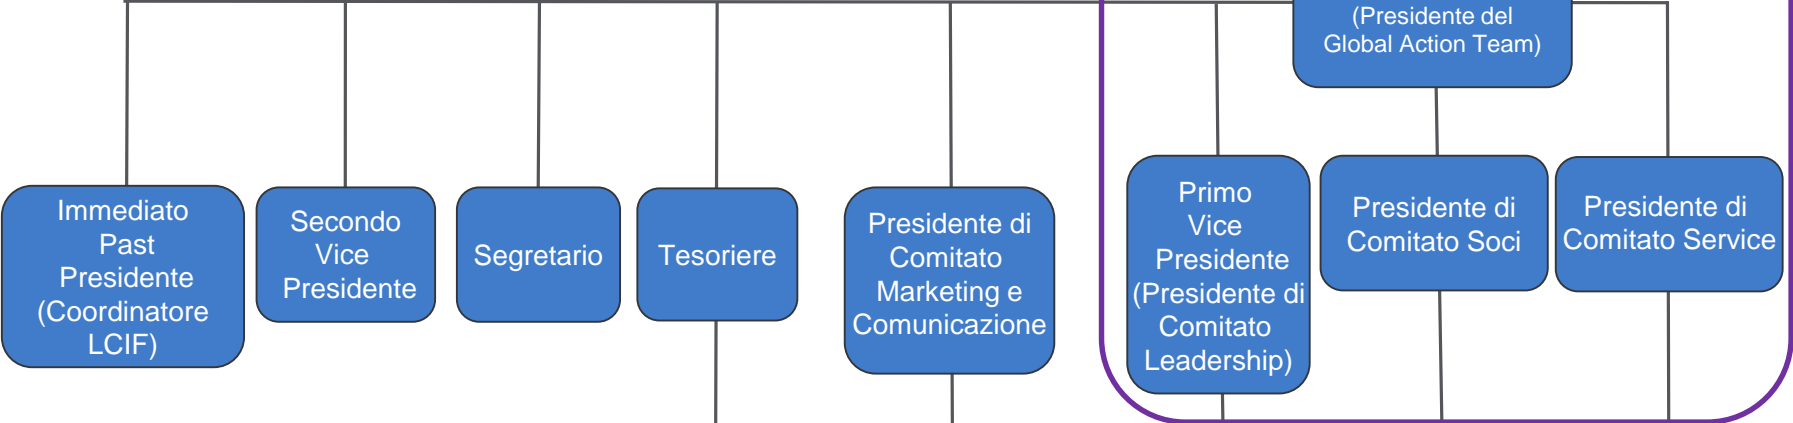 (Presidente del
Global Action Team)
Immediato
Past
Presidente
(Coordinatore
LCIF)
Secondo
Vice
Presidente
Segretario
Tesoriere
Presidente di
Comitato
Marketing e
Comunicazione
Primo
Vice
Presidente
(Presidente di
Comitato
Leadership)
Presidente di
Comitato Soci
Presidente di
Comitato Service